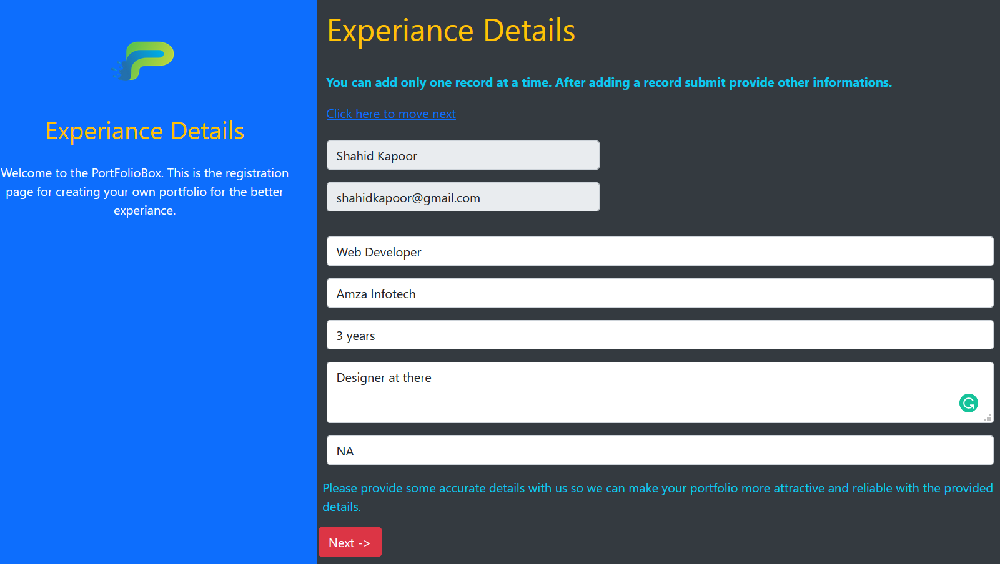 Experiance Details
Welcome to the PortFolioBox. This is the registration
page for creating your own portfolio for the better
experiance.
Experiance Details
You can add only one record at a time. After adding a record submit provide other informations.
Click here to move next
Shahid Kapoor
shahidkapoor@gmail.com
Web Developer
Amza Infotech
3 years
Designer at there
NA
Please provide some accurate details with us so we can make your portfolio more attractive and reliable with the provided
details.
Next ->